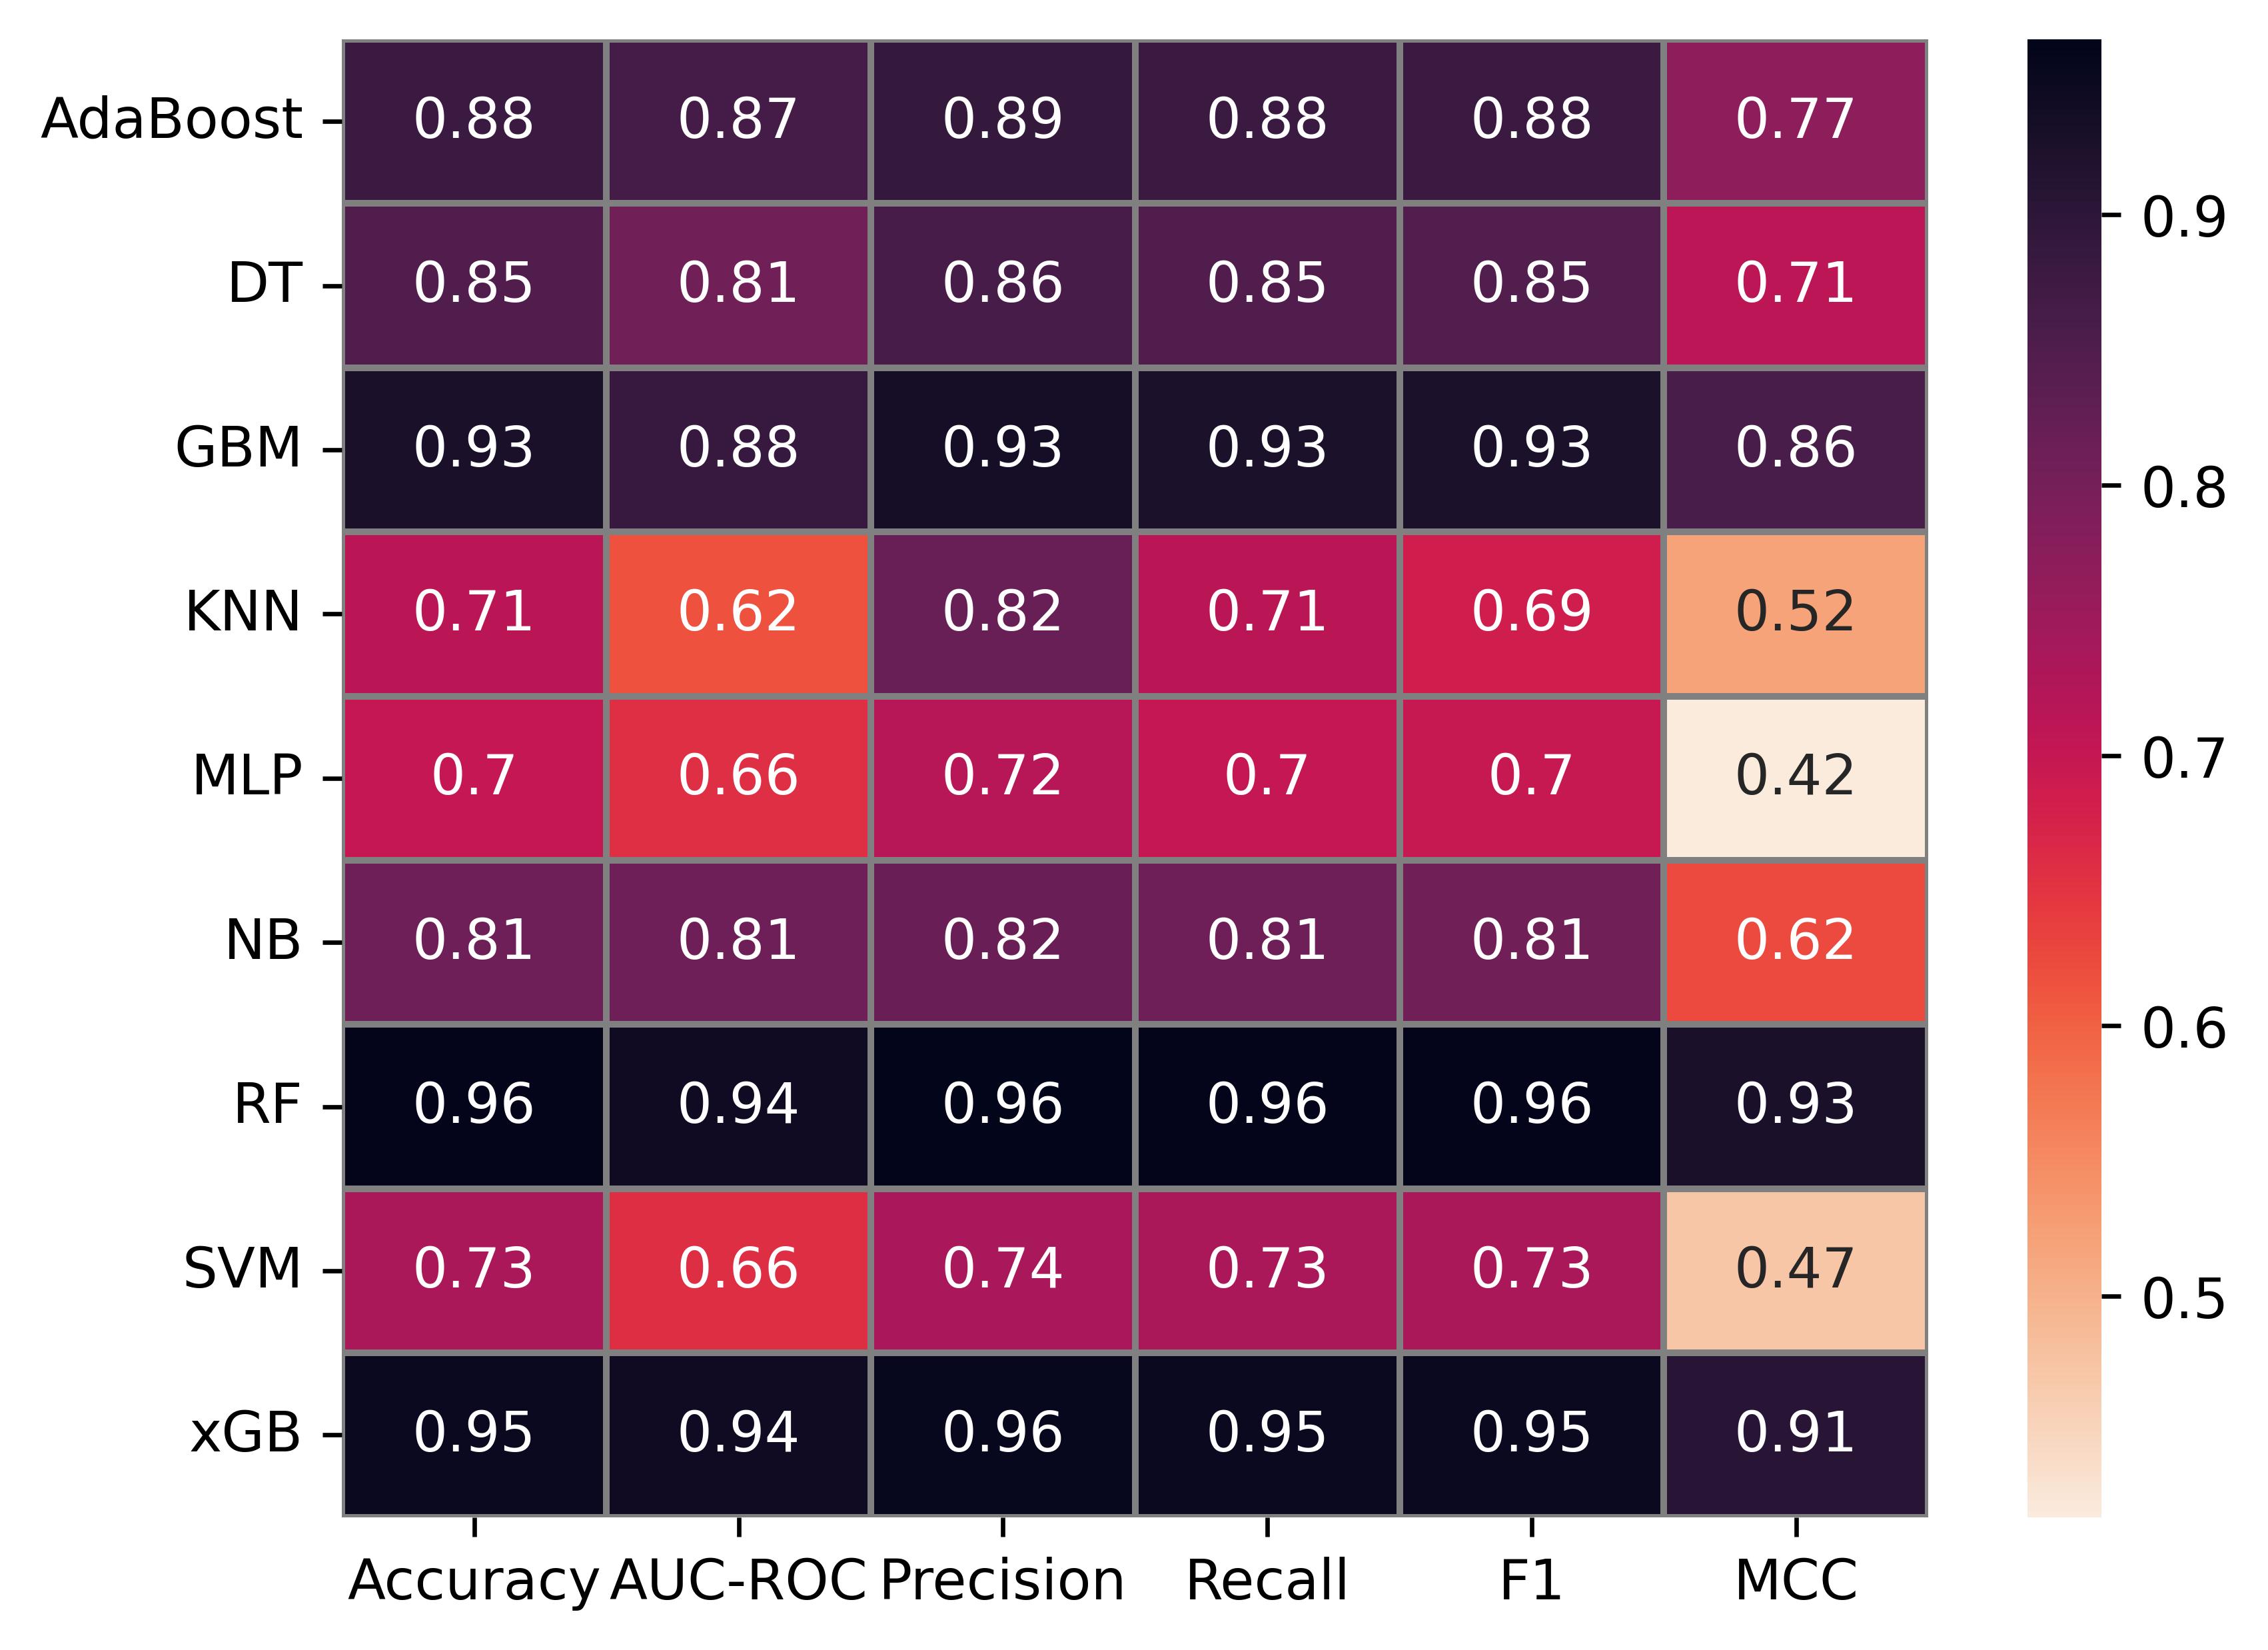 AdaBoost 0.88 0.87 0.89 0.88 0.88 0.77
0.9
DT 0.85 0.81 0.86 0.85 0.85 0.71
GBM 0.93 0.88 0.93 0.93 0.93 0.86
0.8
KNN 0.71 0.62 0.82 0.71 0.69 0.52
MLP 0.7 0.66 0.72 0.7 0.7 0.42
0.7
NB 0.81 0.81 0.82 0.81 0.81 0.62
0.6
RF 0.96 0.94 0.96 0.96 0.96 0.93
SVM 0.73 0.66 0.74 0.73 0.73 0.47
0.5
xGB 0.95 0.94 0.96 0.95 0.95 0.91
Accuracy AUC-ROC Precision Recall F1 MCC